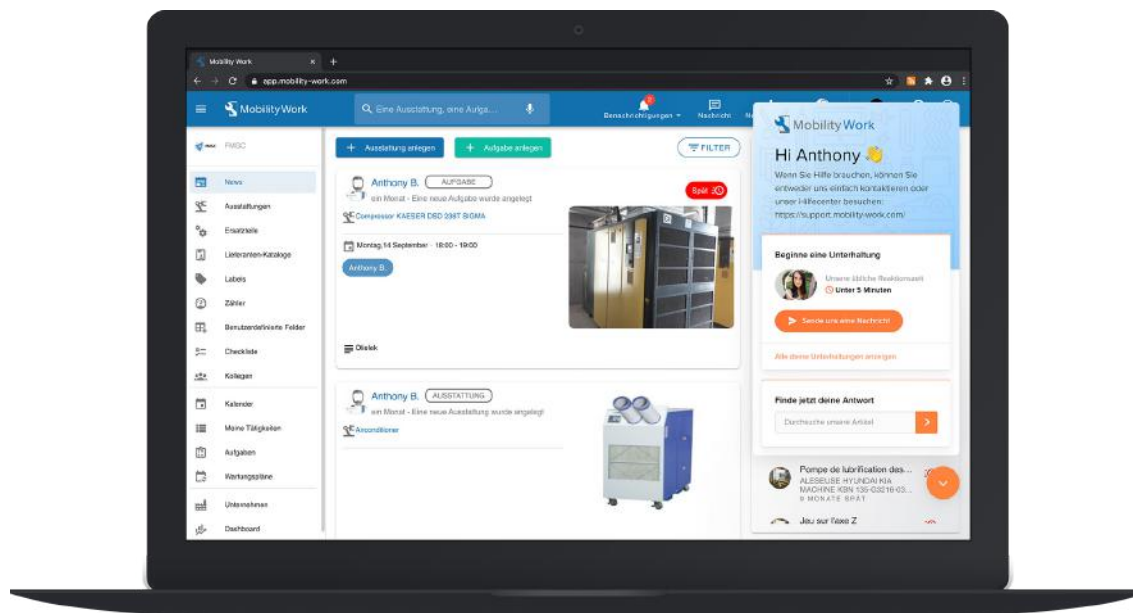 Mobility Work
app.mobility-work.com
MobilityWork
Eine Ausstattung, eine Aufga...
Benachrichtigungen
Nachricht
FMSC
+ Ausstattung anlegen
+ Aufgabe anlegen
FILTER
News
Ausstattungen
Ersatzteile
Lieferanten-Kataloge
Labels
Zähler
Benutzerdefinierte Felder
Checkliste
Kollegen
Kalender
Meine Tätigkeiten
Aufgaben
Wartungspläne
Unternehmen
Dashboard
Anthony B. AUFGABE
ein Monat - Eine neue Aufgabe wurde angelegt
Spät
Compressor KAESER DSD 238T SIGMA
Montag,14 September - 18:00 - 19:00
Anthony B.
Anthony B. AUSSTATTUNG
ein Monat - Eine neue Ausstattung wurde angelegt
Airconditioner
Mobility Work
Hi Anthony 👋
Wenn Sie Hilfe brauchen, können Sie
entweder uns einfach kontaktieren oder
unser Hilfecenter besuchen:
https://support.mobility-work.com/
Beginne eine Unterhaltung
Unsere übliche Reaktionszeit
Unter 5 Minuten
Sende uns eine Nachricht
Alle deine Unterhaltungen anzeigen
Finde jetzt deine Antwort
Durchsuche unsere Artikel
Pompe de lubrification des...
ALESEUSE HYUNDAI KIA
9 MONATE SPÄT
Jeu sur l'axe Z